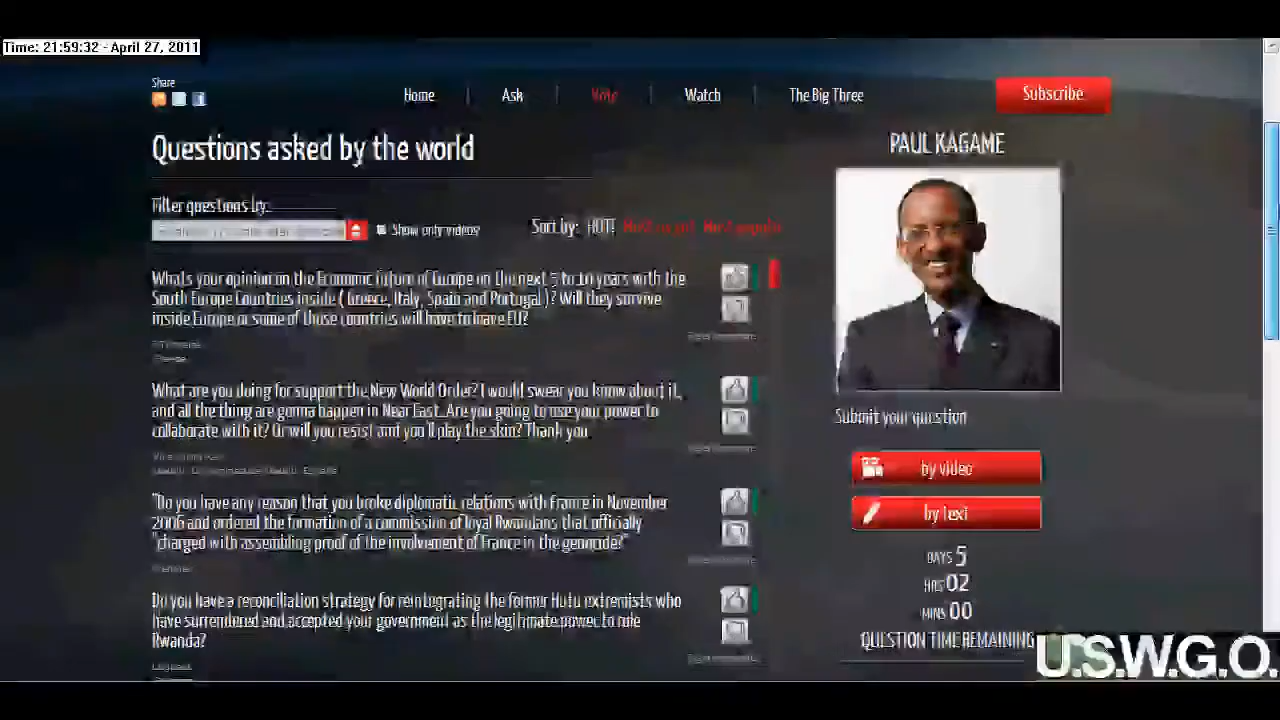 Time: 21:59:32 - April 27, 2011
Share
Home
Ask
Vote
Watch
The Big Three
Subscribe
Questions asked by the world
PAUL KAGAME
Filter questions by:
Show only videos
Sort by: HOT! Most recent Most popular
Whats your opinion on the Economic future of Europe on the next 5 to 10 years with the
South Europe Countries inside ( Greece, Italy, Spain and Portugal )? Will they survive
inside Europe or some of those countries will have to leave EU?
What are you doing for support the New World Order? I would swear you know about it,
and all the thing are gonna happen in Near East. Are you going to use your power to
collaborate with it? Or will you resist and you'll play the skin? Thank you.
"Do you have any reason that you broke diplomatic relations with France in November
2006 and ordered the formation of a commission of loyal Rwandans that officially
"charged with assembling proof of the involvement of France in the genocide?"
Do you have a reconciliation strategy for reintegrating the former Hutu extremists who
have surrendered and accepted your government as the legitimate power to rule
Rwanda?
Submit your question
by video
by text
DAYS 5
HRS 02
MINS 00
QUESTION TIME REMAINING
U.S.W.G.O.